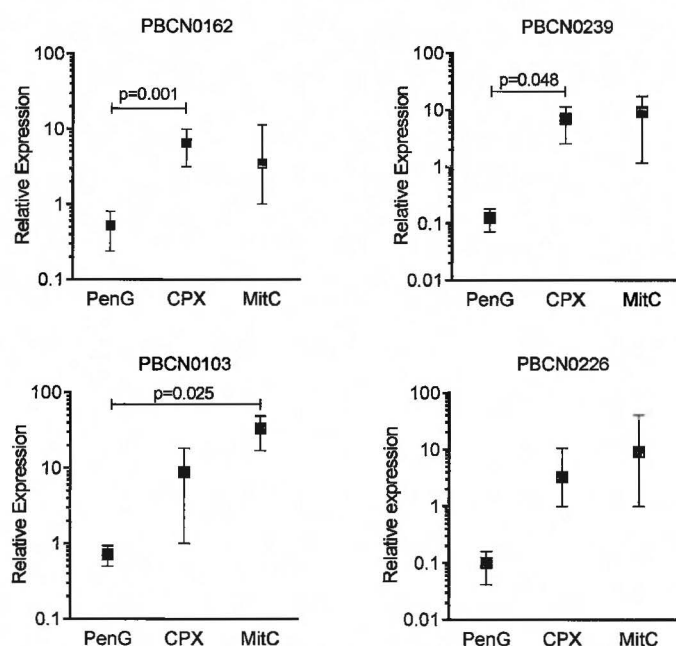 PBCN0162
p=0.001
Relative Expression
100
10
1
0.1
PenG CPX MitC
PBCN0239
p=0.048
Relative Expression
100
10
1
0.1
0.01
PenG CPX MitC
PBCN0103
p=0.025
Relative Expression
100
10
1
0.1
PenG CPX MitC
PBCN0226
Relative expression
100
10
1
0.1
0.01
PenG CPX MitC